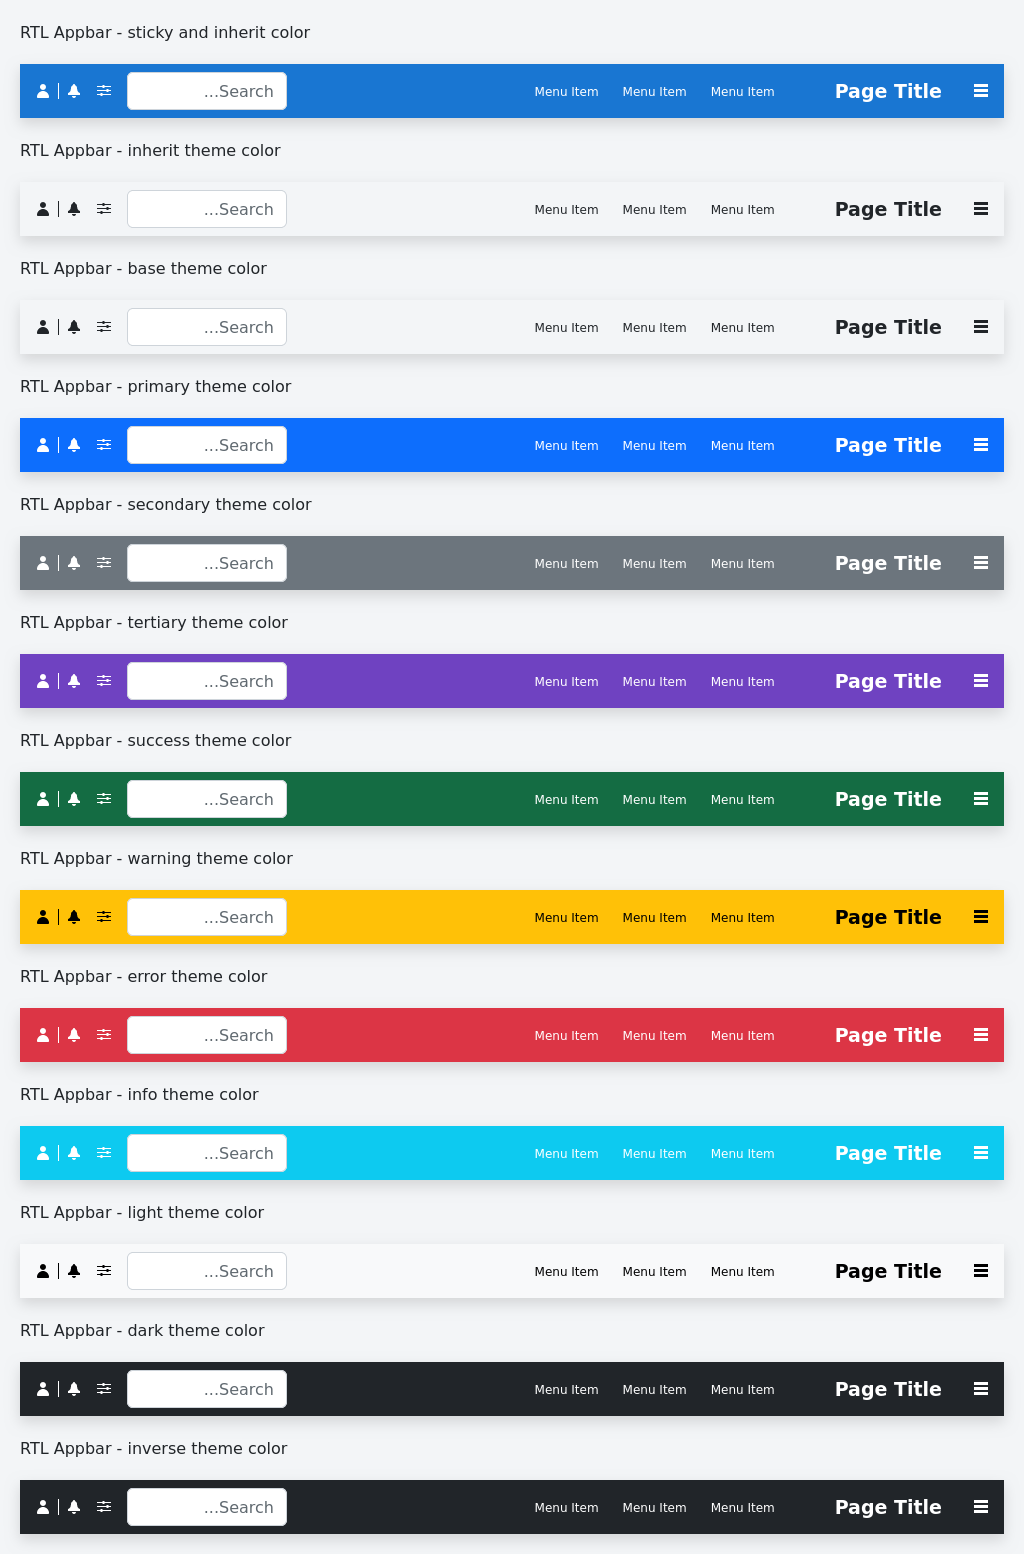 RTL Appbar - sticky and inherit color
...Search Menu Item Menu Item Menu Item Page Title
RTL Appbar - inherit theme color
...Search Menu Item Menu Item Menu Item Page Title
RTL Appbar - base theme color
...Search Menu Item Menu Item Menu Item Page Title
RTL Appbar - primary theme color
...Search Menu Item Menu Item Menu Item Page Title
RTL Appbar - secondary theme color
...Search Menu Item Menu Item Menu Item Page Title
RTL Appbar - tertiary theme color
...Search Menu Item Menu Item Menu Item Page Title
RTL Appbar - success theme color
...Search Menu Item Menu Item Menu Item Page Title
RTL Appbar - warning theme color
...Search Menu Item Menu Item Menu Item Page Title
RTL Appbar - error theme color
...Search Menu Item Menu Item Menu Item Page Title
RTL Appbar - info theme color
...Search Menu Item Menu Item Menu Item Page Title
RTL Appbar - light theme color
...Search Menu Item Menu Item Menu Item Page Title
RTL Appbar - dark theme color
...Search Menu Item Menu Item Menu Item Page Title
RTL Appbar - inverse theme color
...Search Menu Item Menu Item Menu Item Page Title